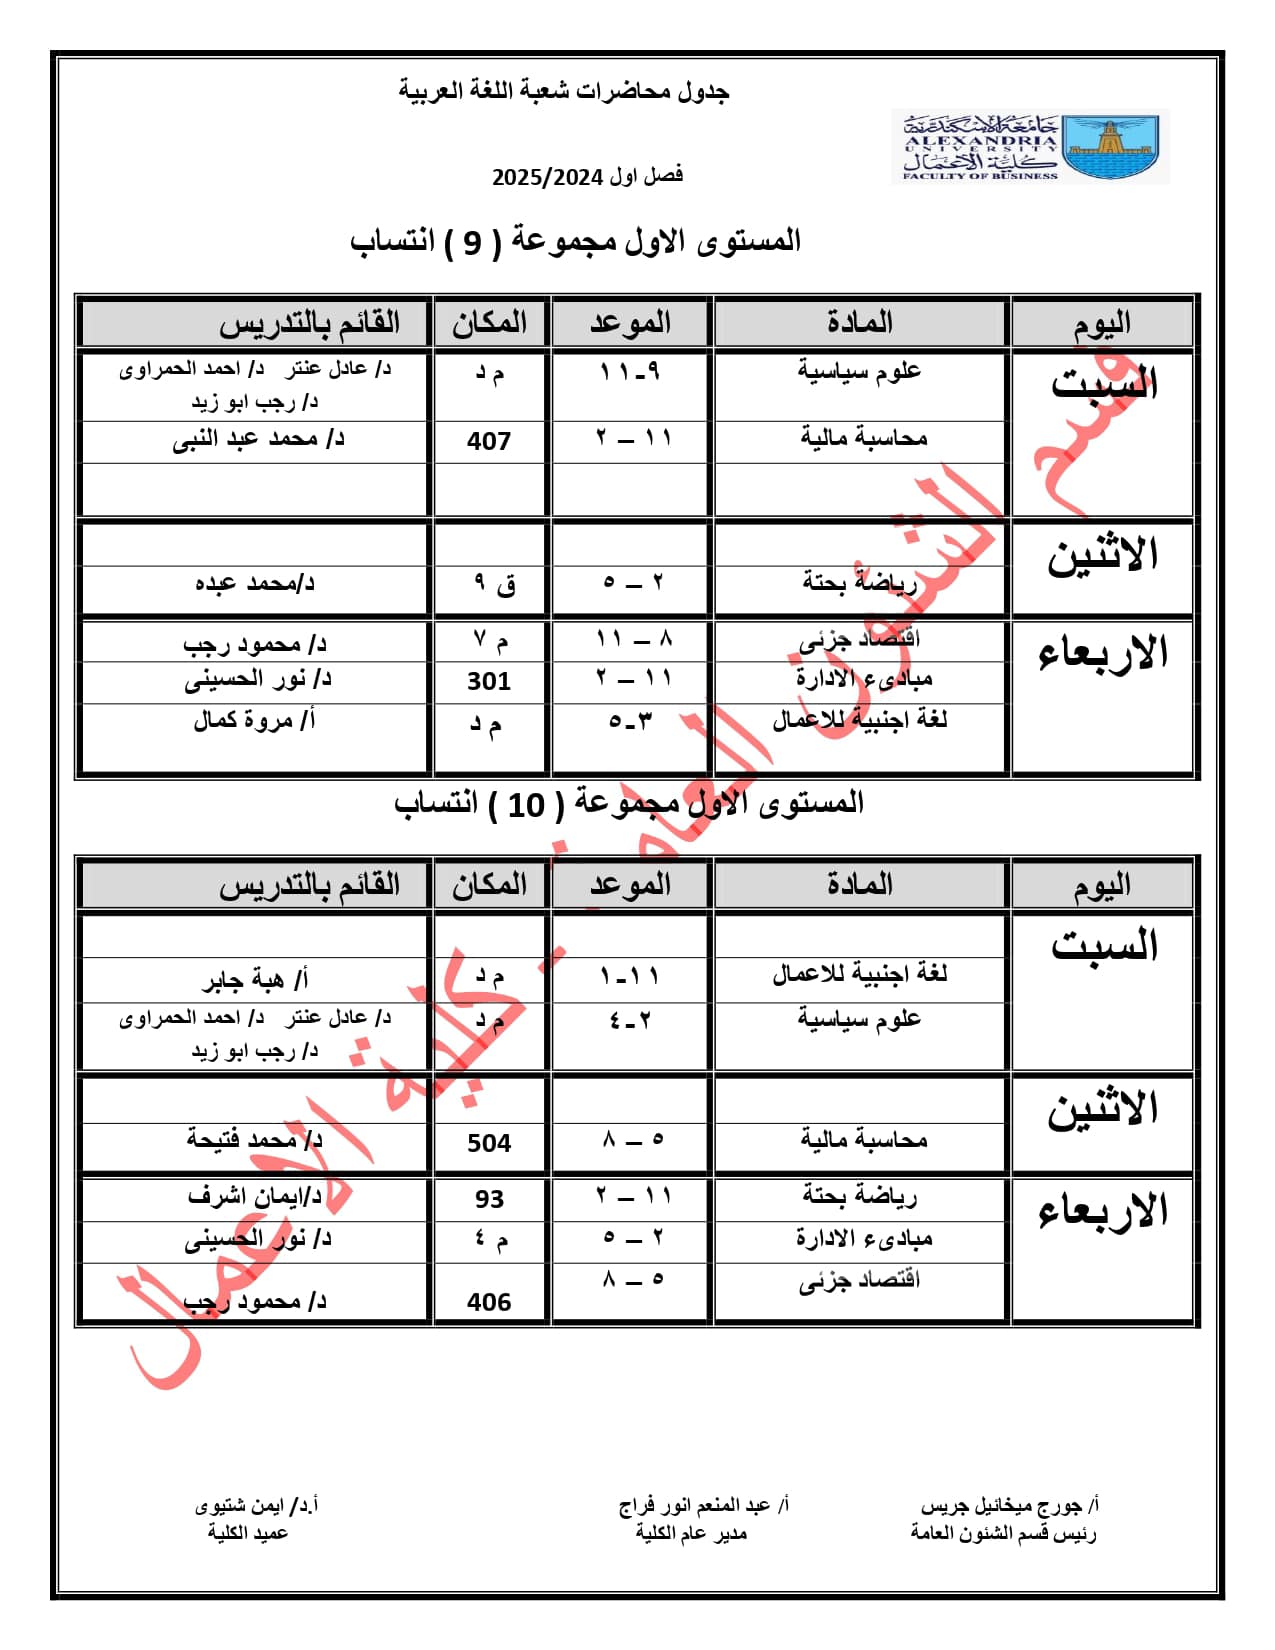 جدول محاضرات شعبة اللغة العربية
جامعة الاسكندرية
ALEXANDRIA
UNIVERSITY
كلية الأعمال
FACULTY OF BUSINESS
فصل اول 2025/2024
المستوى الاول مجموعة ( 9 ) انتساب
اليوم المادة الموعد المكان القائم بالتدريس
السبت علوم سياسية ٩-١١ م د د/ عادل عنتر د/ احمد الحمراوى
د/ رجب ابو زيد
محاسبة مالية ١١ – ٢ 407 د/ محمد عبد النبى
الاثنين
رياضة بحتة ٢ – ٥ ق ٩ د/محمد عبده
الاربعاء اقتصاد جزئى ٨ – ١١ م ٧ د/ محمود رجب
مبادىء الادارة ١١ – ٢ 301 د/ نور الحسينى
لغة اجنبية للاعمال ٣-٥ م د أ/ مروة كمال
المستوى الاول مجموعة ( 10 ) انتساب
اليوم المادة الموعد المكان القائم بالتدريس
السبت
لغة اجنبية للاعمال ١١-١ م د أ/ هبة جابر
علوم سياسية ٢-٤ م د د/ عادل عنتر د/ احمد الحمراوى
د/ رجب ابو زيد
الاثنين
محاسبة مالية ٥ – ٨ 504 د/ محمد فتيحة
الاربعاء رياضة بحتة ١١ – ٢ 93 د/ايمان اشرف
مبادىء الادارة ٢ – ٥ م ٤ د/ نور الحسينى
اقتصاد جزئى ٥ – ٨ 406 د/ محمود رجب
قسم الشئون العامة - كلية الاعمال
أ/ جورج ميخائيل جريس أ/ عبد المنعم انور فراج أ.د/ ايمن شتيوى
رئيس قسم الشئون العامة مدير عام الكلية عميد الكلية